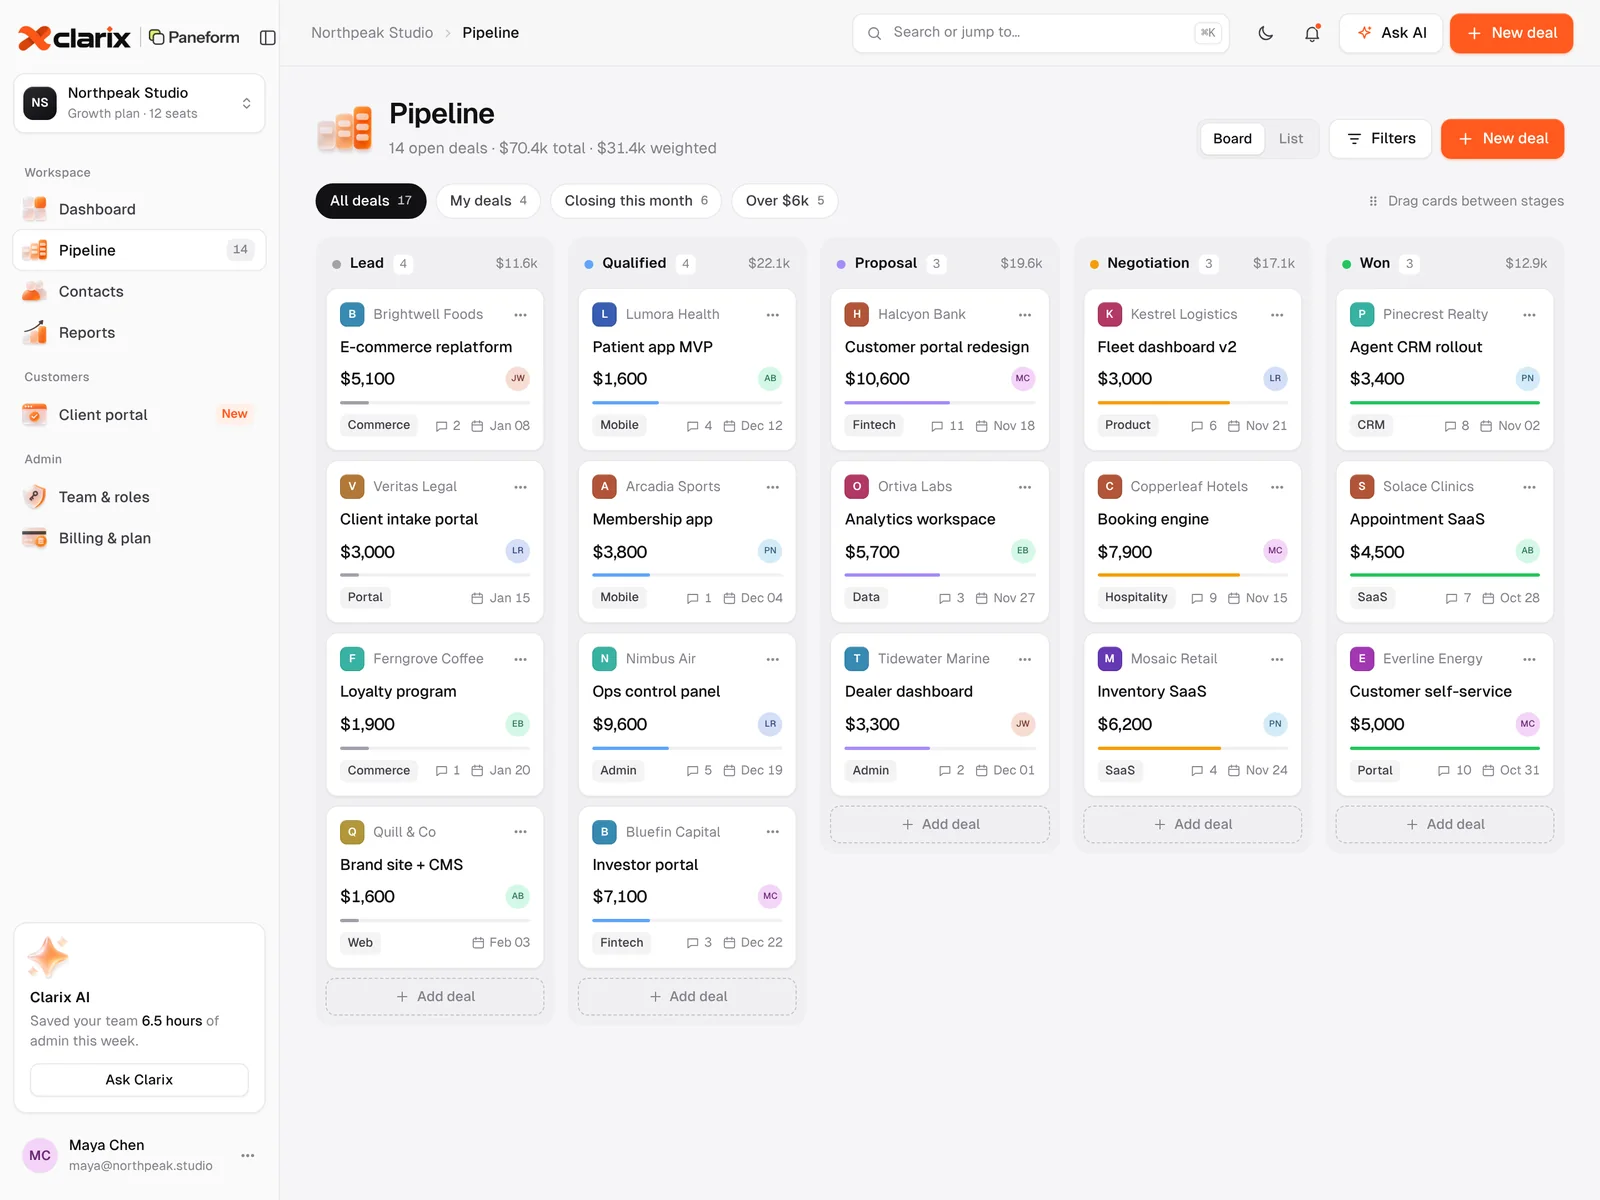 clarix
Paneform
Northpeak Studio
Pipeline
Search or jump to...
⌘K
Ask AI
New deal
NS
Northpeak Studio
Growth plan · 12 seats
Workspace
Dashboard
Pipeline
14
Contacts
Reports
Customers
Client portal
New
Admin
Team & roles
Billing & plan
Clarix AI
Saved your team 6.5 hours of
admin this week.
Ask Clarix
MC
Maya Chen
maya@northpeak.studio
Pipeline
14 open deals · $70.4k total · $31.4k weighted
Board
List
Filters
New deal
All deals 17
My deals 4
Closing this month 6
Over $6k 5
Drag cards between stages
Lead 4 $11.6k
B Brightwell Foods
E-commerce replatform
$5,100 JW
Commerce 2 Jan 08
V Veritas Legal
Client intake portal
$3,000 LR
Portal Jan 15
F Ferngrove Coffee
Loyalty program
$1,900 EB
Commerce 1 Jan 20
Q Quill & Co
Brand site + CMS
$1,600 AB
Web Feb 03
Add deal
Qualified 4 $22.1k
L Lumora Health
Patient app MVP
$1,600 AB
Mobile 4 Dec 12
A Arcadia Sports
Membership app
$3,800 PN
Mobile 1 Dec 04
N Nimbus Air
Ops control panel
$9,600 LR
Admin 5 Dec 19
B Bluefin Capital
Investor portal
$7,100 MC
Fintech 3 Dec 22
Add deal
Proposal 3 $19.6k
H Halcyon Bank
Customer portal redesign
$10,600 MC
Fintech 11 Nov 18
O Ortiva Labs
Analytics workspace
$5,700 EB
Data 3 Nov 27
T Tidewater Marine
Dealer dashboard
$3,300 JW
Admin 2 Dec 01
Add deal
Negotiation 3 $17.1k
K Kestrel Logistics
Fleet dashboard v2
$3,000 LR
Product 6 Nov 21
C Copperleaf Hotels
Booking engine
$7,900 MC
Hospitality 9 Nov 15
M Mosaic Retail
Inventory SaaS
$6,200 PN
SaaS 4 Nov 24
Add deal
Won 3 $12.9k
P Pinecrest Realty
Agent CRM rollout
$3,400 PN
CRM 8 Nov 02
S Solace Clinics
Appointment SaaS
$4,500 AB
SaaS 7 Oct 28
E Everline Energy
Customer self-service
$5,000 MC
Portal 10 Oct 31
Add deal